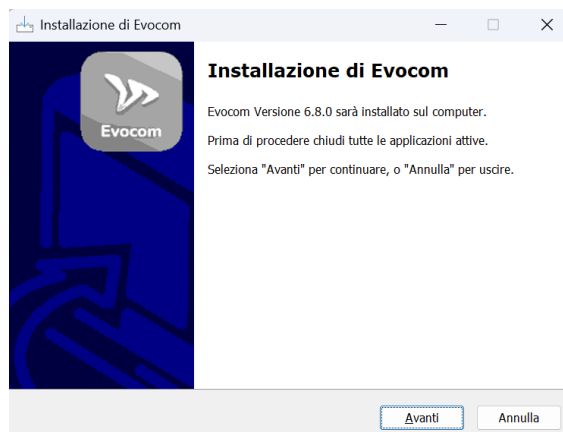 Installazione di Evocom
Evocom
Installazione di Evocom
Evocom Versione 6.8.0 sarà installato sul computer.
Prima di procedere chiudi tutte le applicazioni attive.
Seleziona "Avanti" per continuare, o "Annulla" per uscire.
Avanti
Annulla